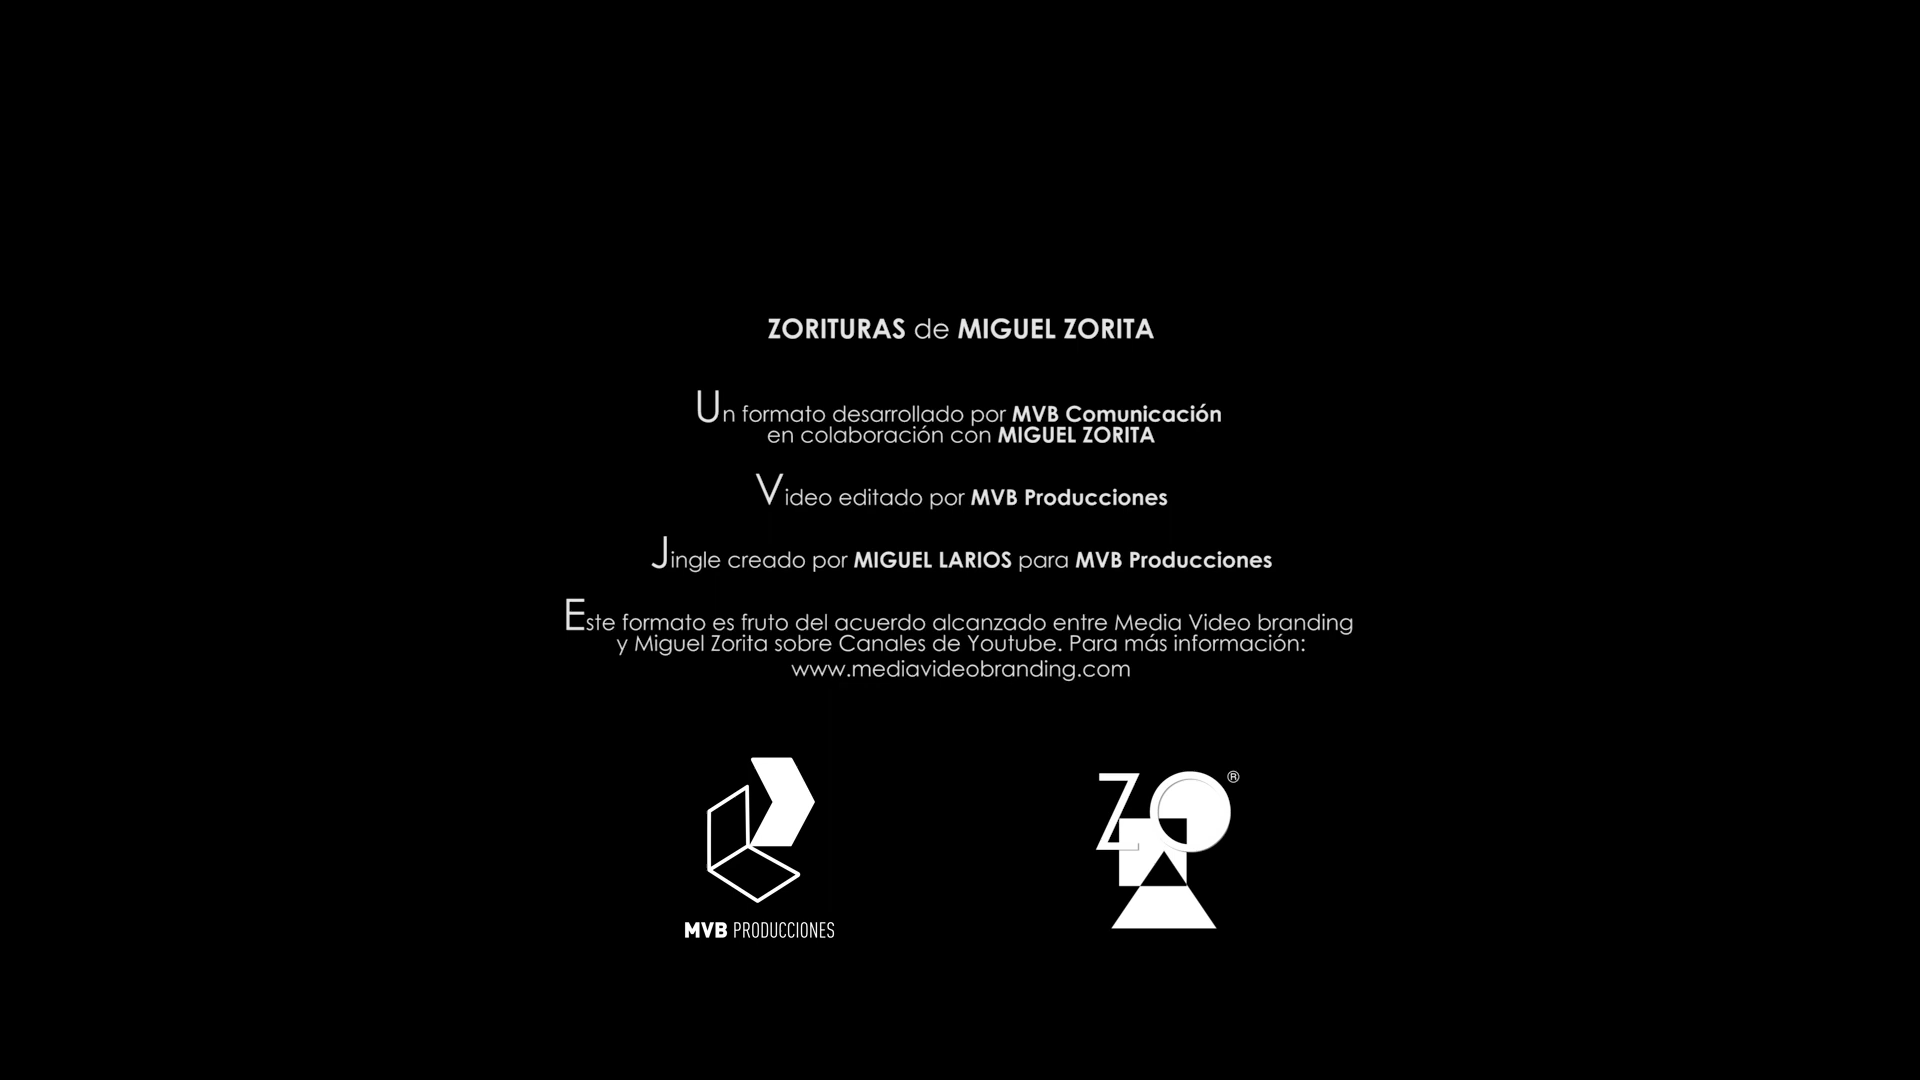 ZORITURAS de MIGUEL ZORITA
Un formato desarrollado por MVB Comunicación
en colaboración con MIGUEL ZORITA
Video editado por MVB Producciones
Jingle creado por MIGUEL LARIOS para MVB Producciones
Este formato es fruto del acuerdo alcanzado entre Media Video branding
y Miguel Zorita sobre Canales de Youtube. Para más información:
www.mediavideobranding.com
ZO®
MVB PRODUCCIONES